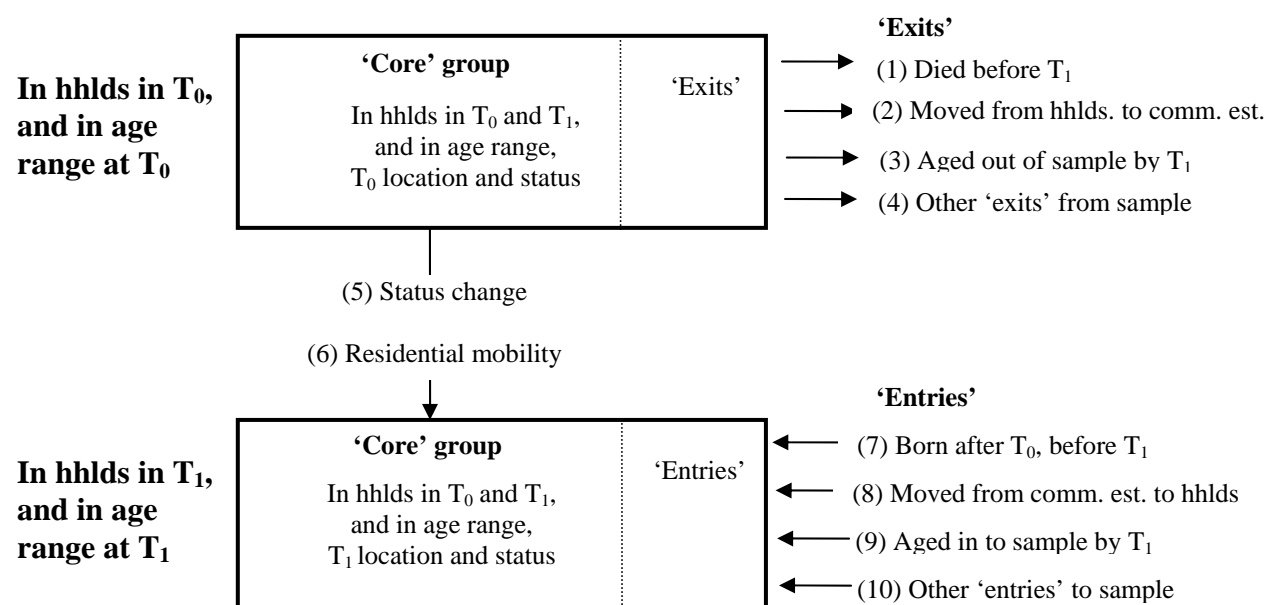 In hhlds in T₀,
and in age
range at T₀
‘Core’ group
In hhlds in T₀ and T₁,
and in age range,
T₀ location and status
‘Exits’
‘Exits’
(1) Died before T₁
(2) Moved from hhlds. to comm. est.
(3) Aged out of sample by T₁
(4) Other ‘exits’ from sample
(5) Status change
(6) Residential mobility
In hhlds in T₁,
and in age
range at T₁
‘Core’ group
In hhlds in T₀ and T₁,
and in age range,
T₁ location and status
‘Entries’
‘Entries’
(7) Born after T₀, before T₁
(8) Moved from comm. est. to hhlds
(9) Aged in to sample by T₁
(10) Other ‘entries’ to sample